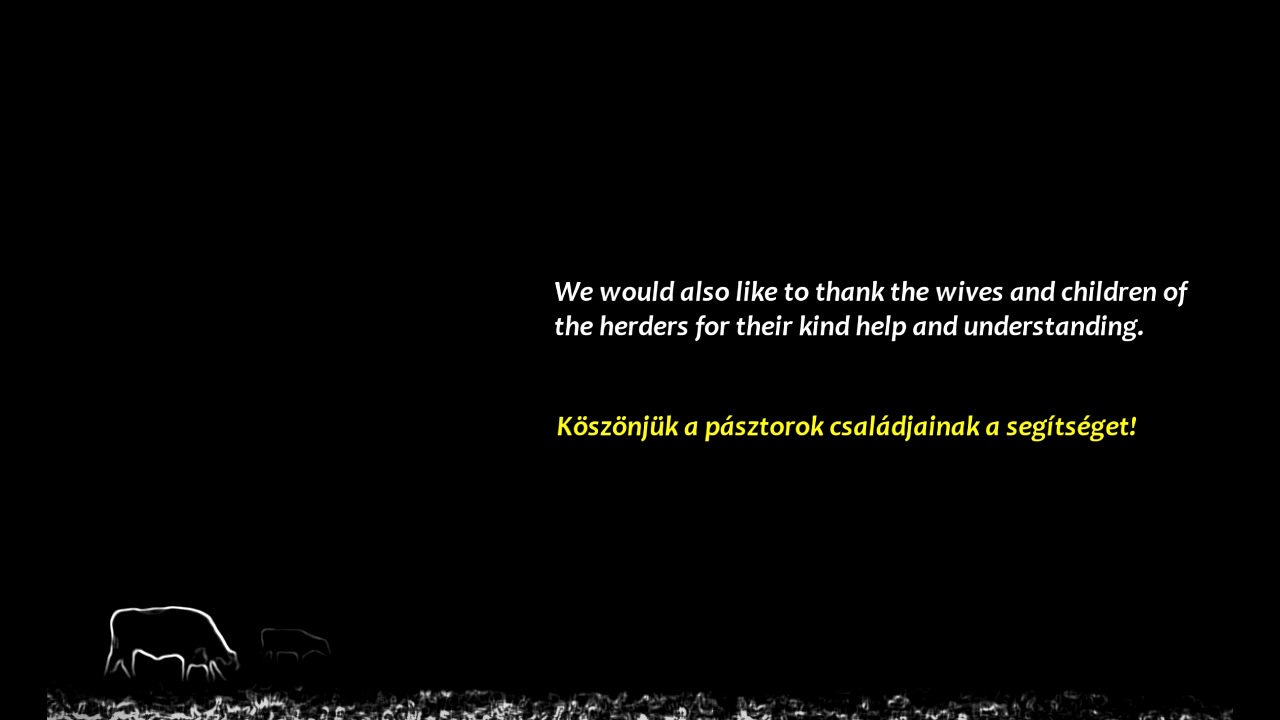 We would also like to thank the wives and children of
the herders for their kind help and understanding.
Köszönjük a pásztorok családjainak a segítséget!